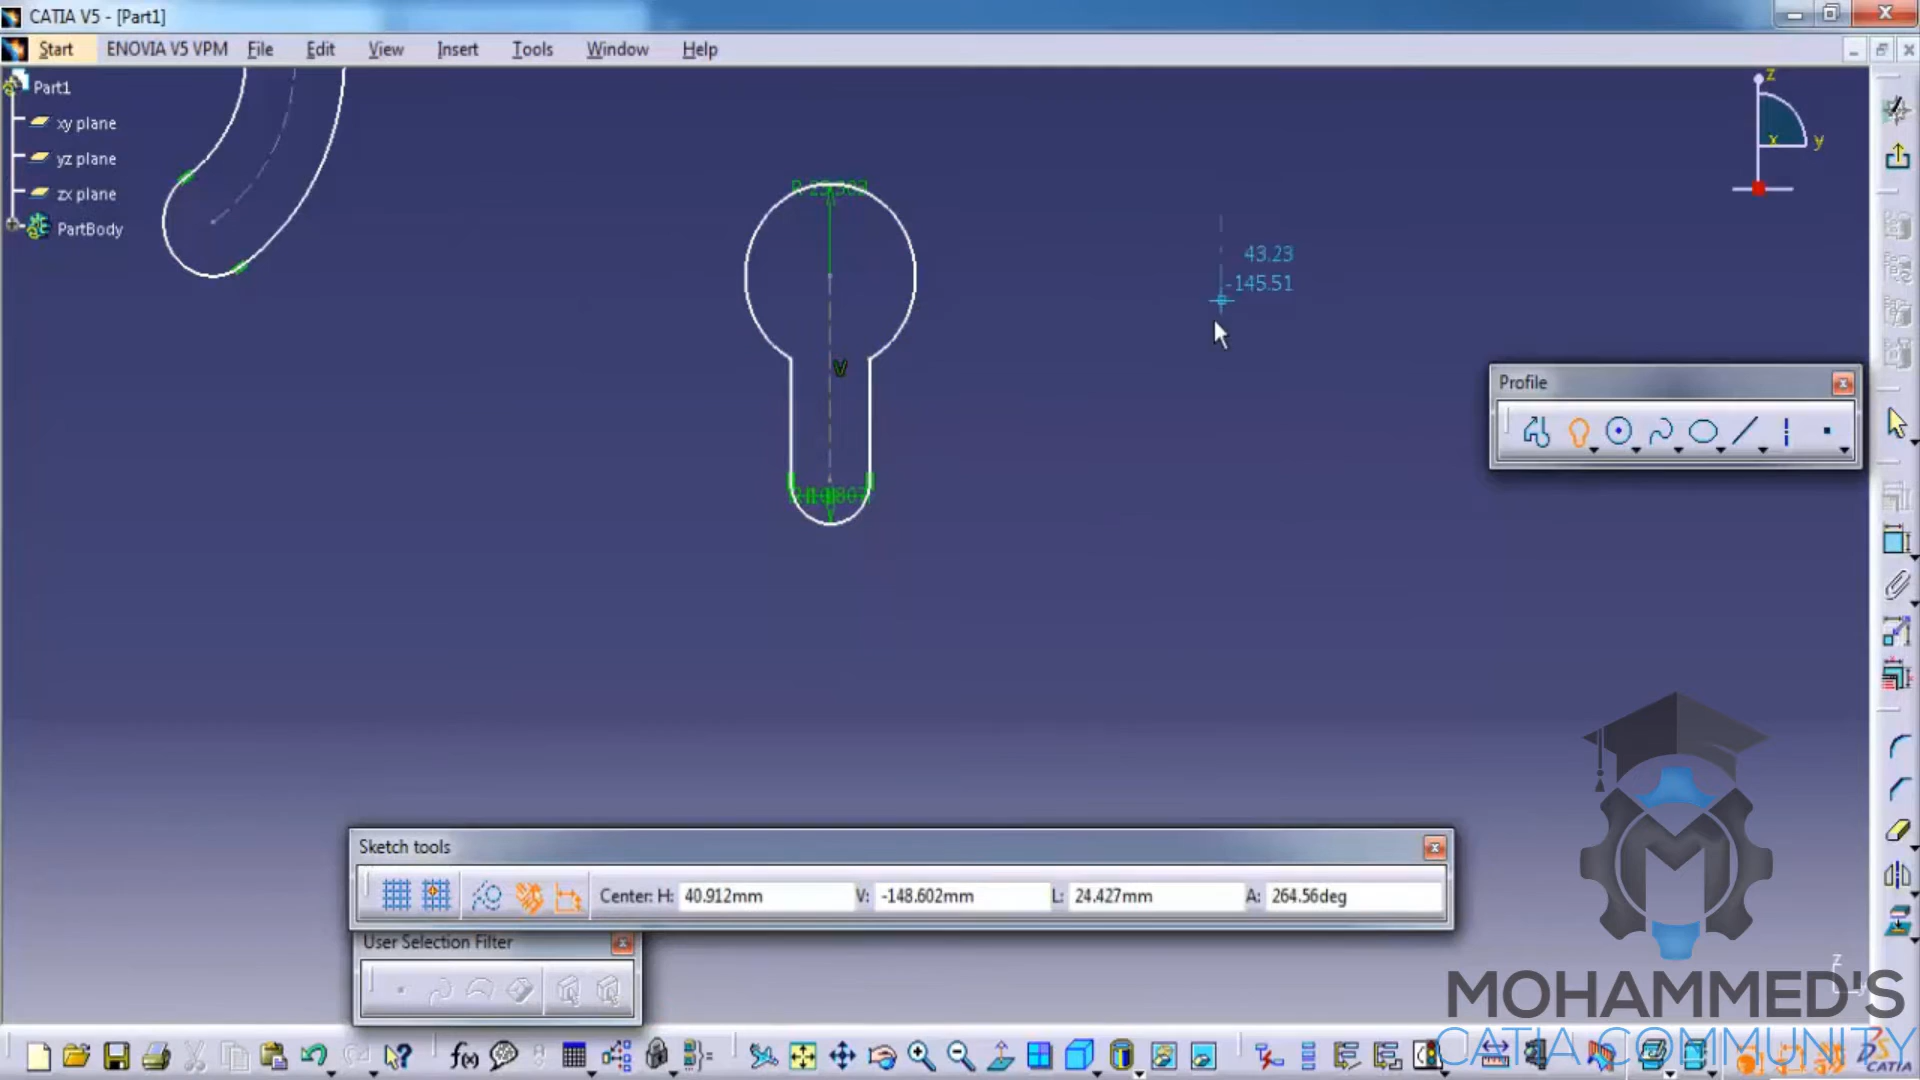 CATIA V5 - [Part1]
Start ENOVIA V5 VPM File Edit View Insert Tools Window Help
Part1
xy plane
yz plane
zx plane
PartBody
z
x
y
43.23
-145.51
V
Profile
Sketch tools
Center: H: 40.912mm V: -148.602mm L: 24.427mm A: 264.56deg
User Selection Filter
z
MOHAMMED'S
CATIA COMMUNITY
f(x)
CATIA